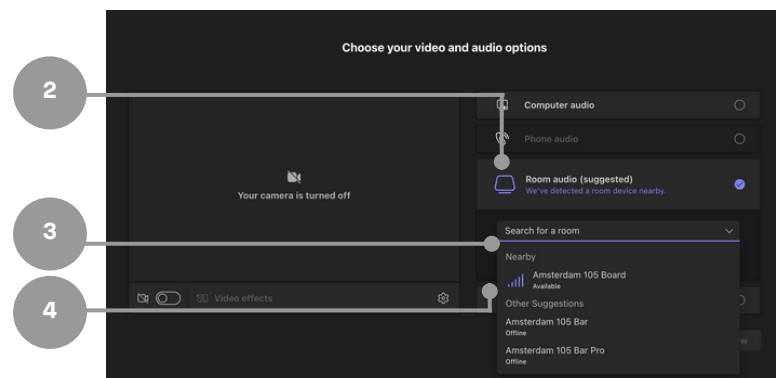 Choose your video and audio options
2
Computer audio
Phone audio
Room audio (suggested)
We've detected a room device nearby.
Your camera is turned off
3
Search for a room
Nearby
Amsterdam 105 Board
Available
4
Video effects
Other Suggestions
Amsterdam 105 Bar
Offline
Amsterdam 105 Bar Pro
Offline